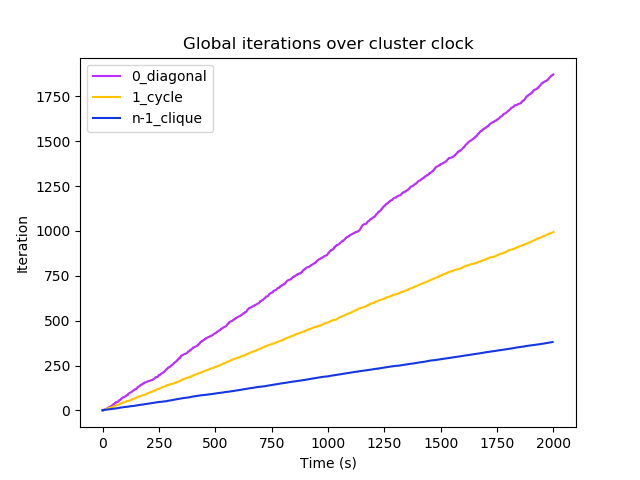 Global iterations over cluster clock
0_diagonal
1_cycle
n-1_clique
Iteration
1750
1500
1250
1000
750
500
250
0
0 250 500 750 1000 1250 1500 1750 2000
Time (s)